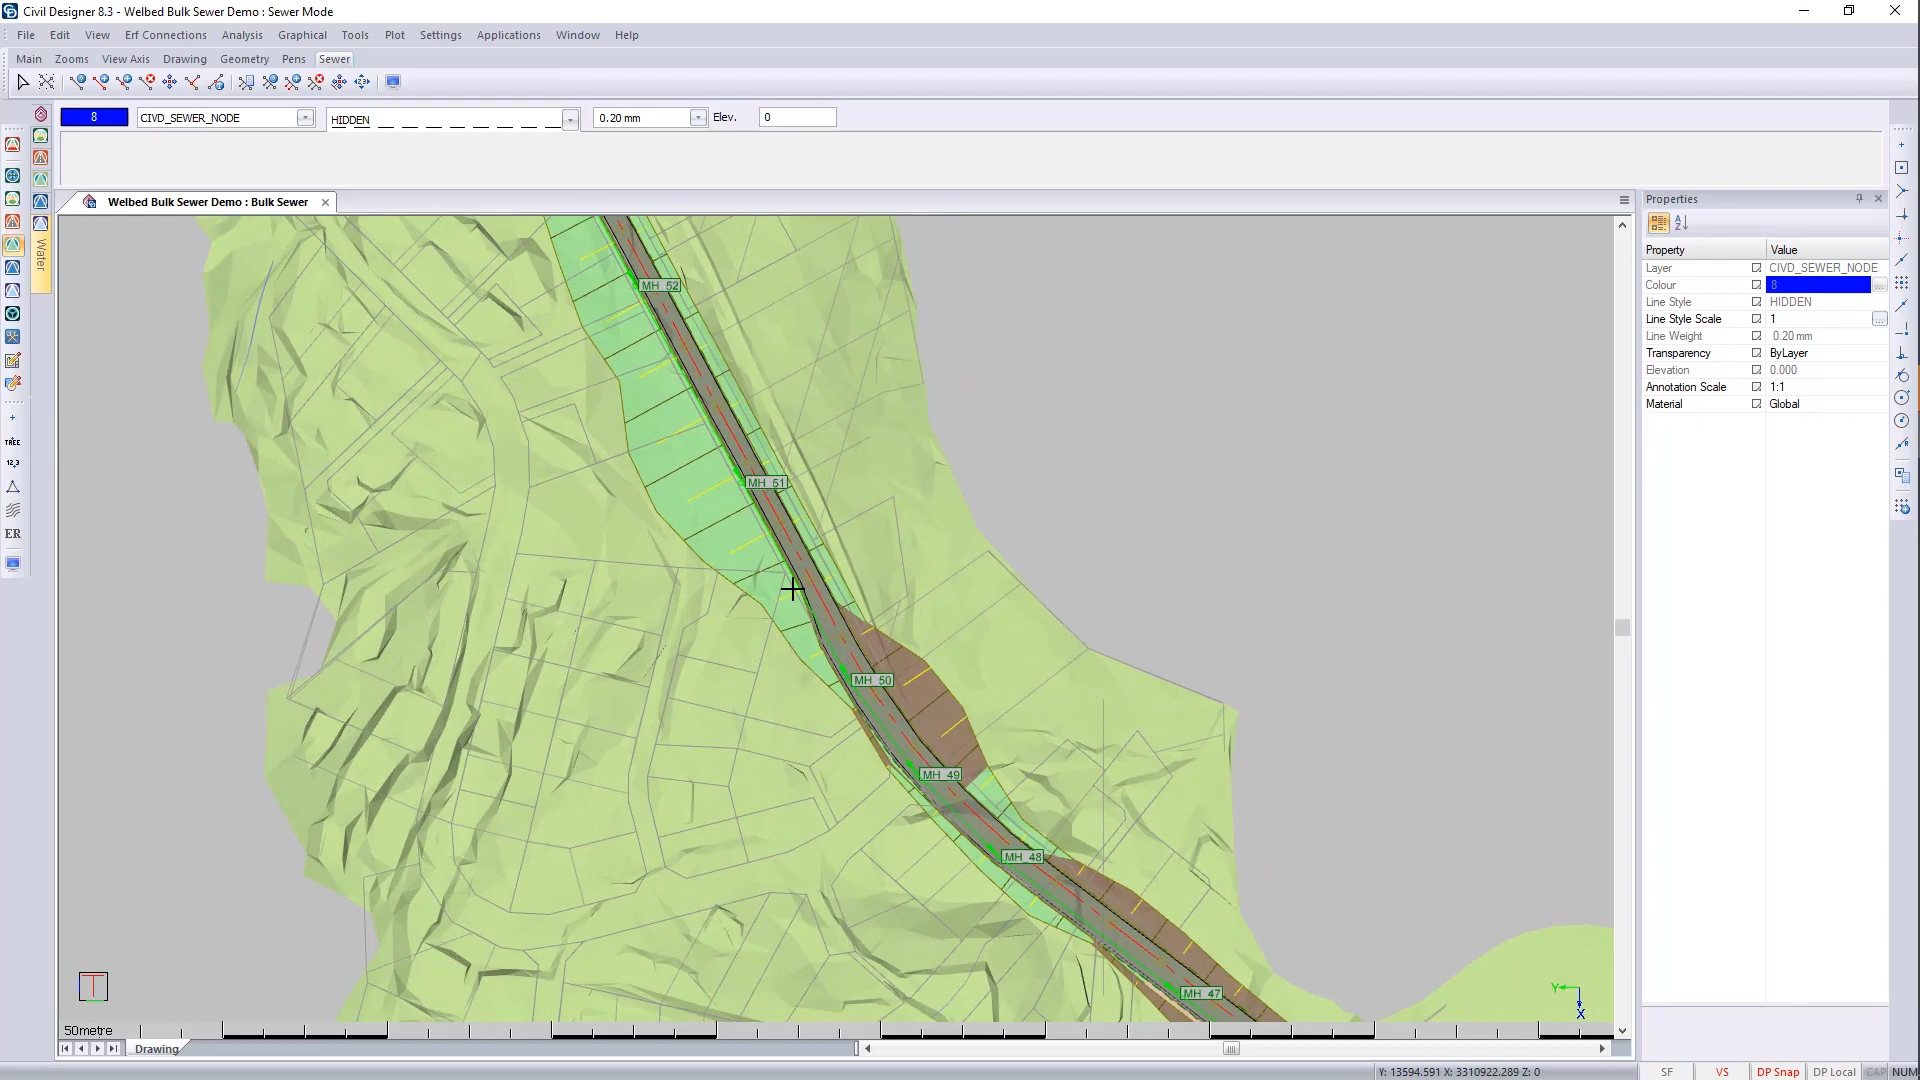 Civil Designer 8.3 - Welbed Bulk Sewer Demo : Sewer Mode
File Edit View Erf Connections Analysis Graphical Tools Plot Settings Applications Window Help
Main Zooms View Axis Drawing Geometry Pens Sewer
8 CIVD_SEWER_NODE HIDDEN 0.20 mm Elev. 0
Welbed Bulk Sewer Demo : Bulk Sewer
Water
TREE
12,3
ER
MH 52
MH 51
MH 50
MH 49
MH 48
MH 47
T
Y
X
50metre
Drawing
Properties
Property Value
Layer CIVD_SEWER_NODE
Colour 8
Line Style HIDDEN
Line Style Scale 1
Line Weight 0.20 mm
Transparency ByLayer
Elevation 0.000
Annotation Scale 1:1
Material Global
Y: 13594.591 X: 3310922.289 Z: 0 SF VS DP Snap DP Local CAP NUM